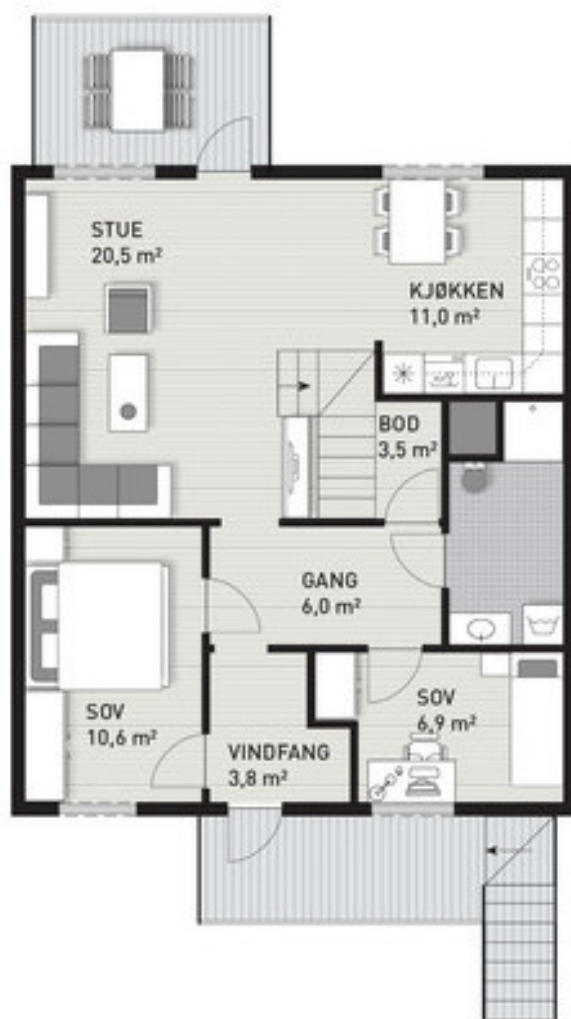 STUE
20,5 m²
KJØKKEN
11,0 m²
BOD
3,5 m²
GANG
6,0 m²
SOV
10,6 m²
VINDFANG
3,8 m²
SOV
6,9 m²